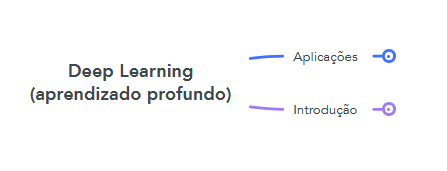 Deep Learning
(aprendizado profundo)
Aplicações
Introdução